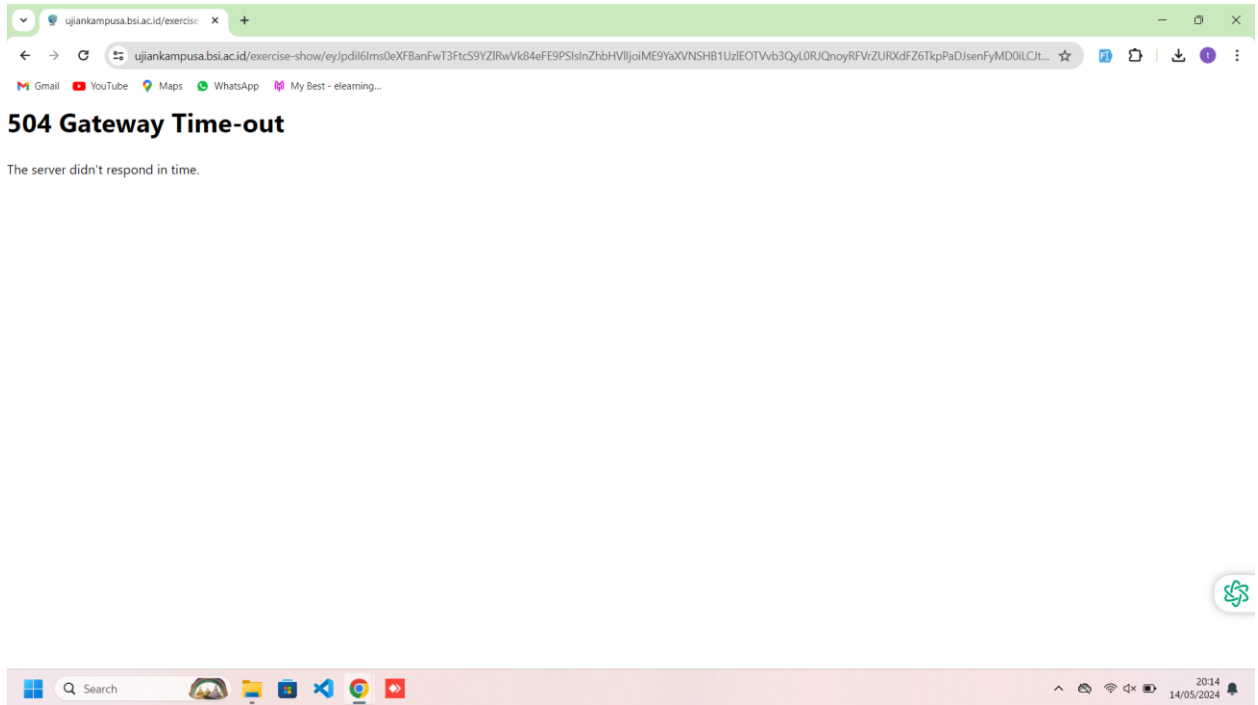 ujiankampusa.bsi.ac.id/exercise
ujiankampusa.bsi.ac.id/exercise-show/
Gmail YouTube Maps WhatsApp My Best - elearning...
504 Gateway Time-out
The server didn't respond in time.
Search
20:14
14/05/2024